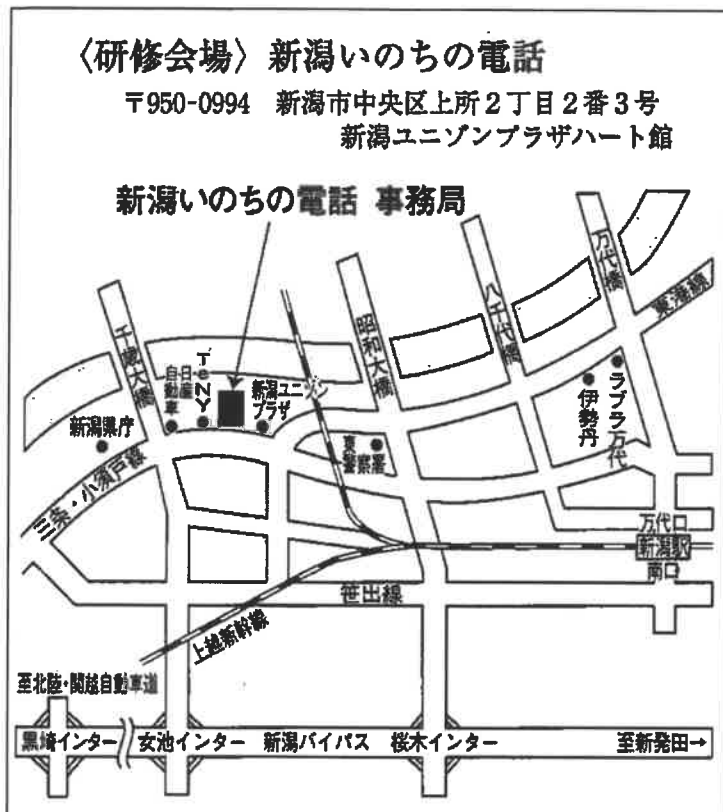 〈研修会場〉新潟いのちの電話
〒950-0994 新潟市中央区上所2丁目2番3号
新潟ユニゾンプラザハート館
新潟いのちの電話 事務局
万代橋
八千代橋
昭和大橋
千歳大橋
東港線
日産
自動車
TeNY
新潟ユニゾン
プラザ
新潟県庁
東
警察署
伊勢丹
ラブラ万代
三条・小須戸線
万代口
新潟駅
南口
笹出線
上越新幹線
至北陸・関越自動車道
黒埼インター
女池インター
新潟バイパス
桜木インター
至新発田→